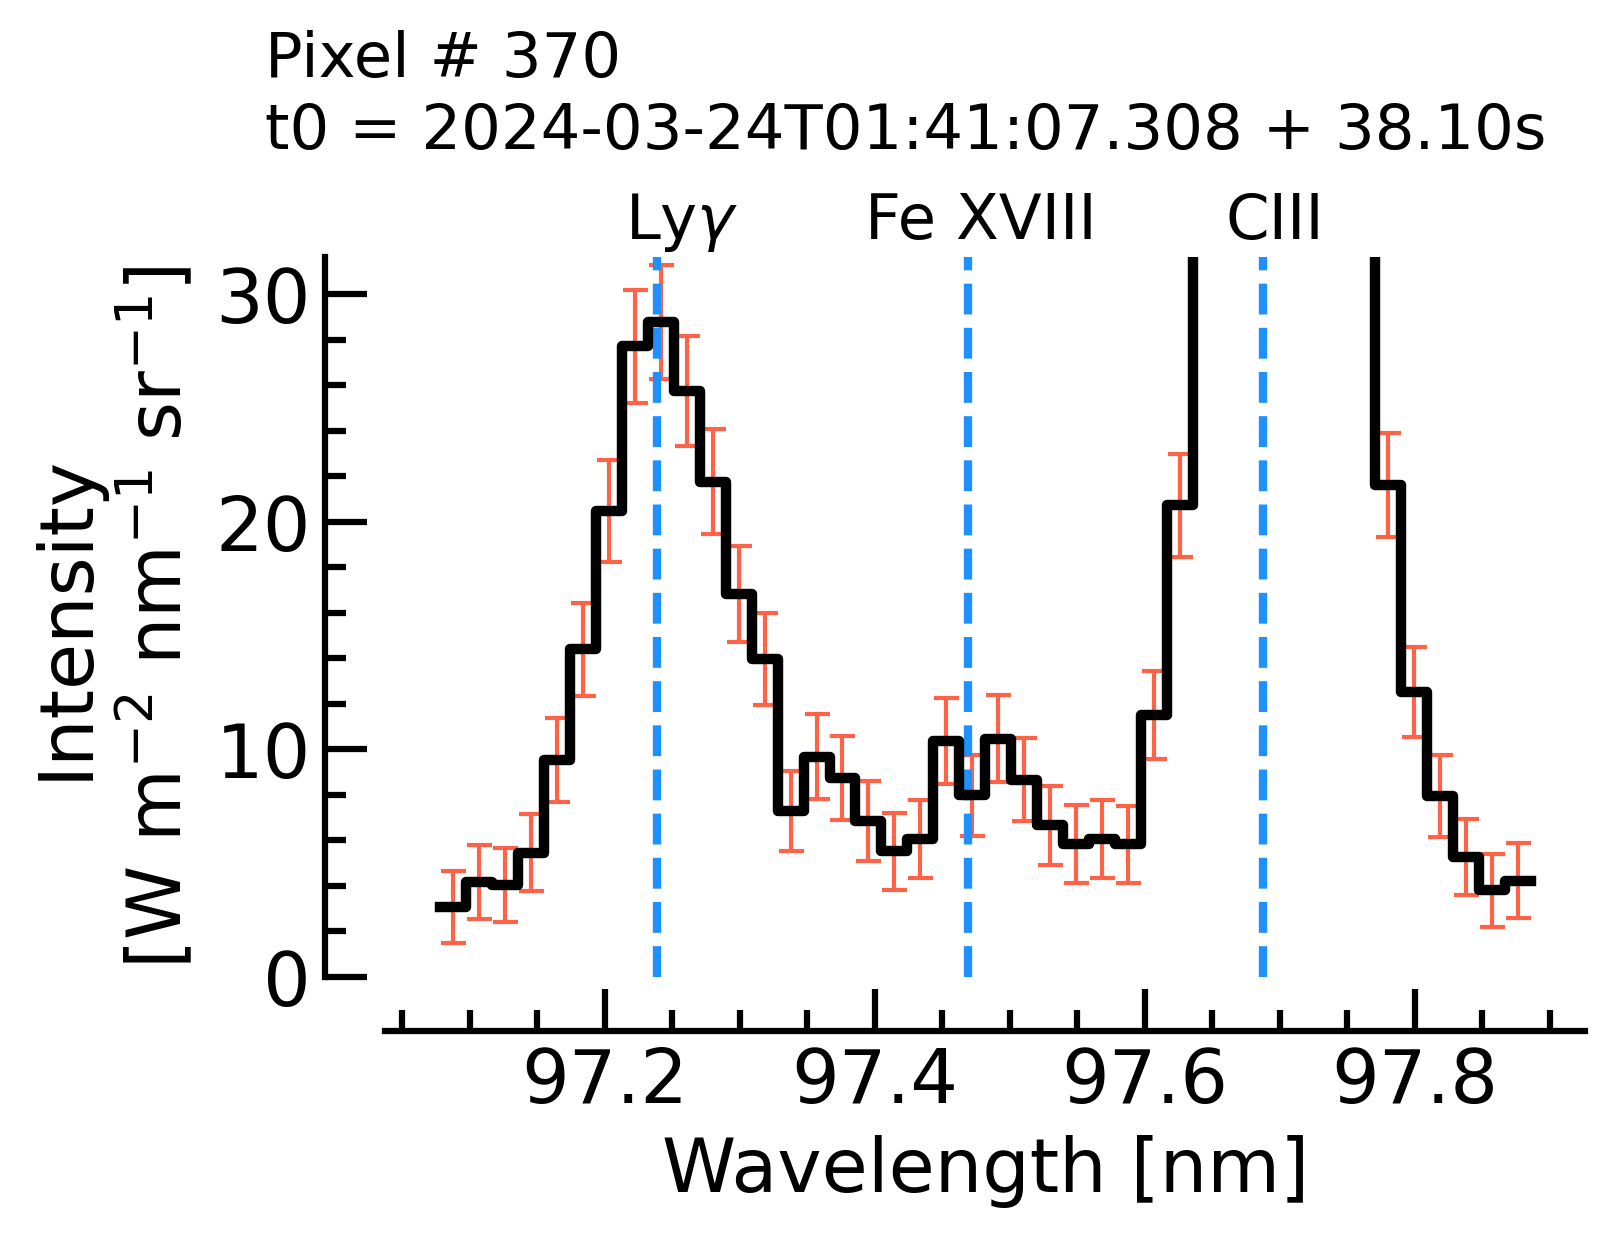 Pixel # 370
t0 = 2024-03-24T01:41:07.308 + 38.10s
Lyγ Fe XVIII CIII
Intensity
[W m⁻² nm⁻¹ sr⁻¹]
30
20
10
0
97.2 97.4 97.6 97.8
Wavelength [nm]